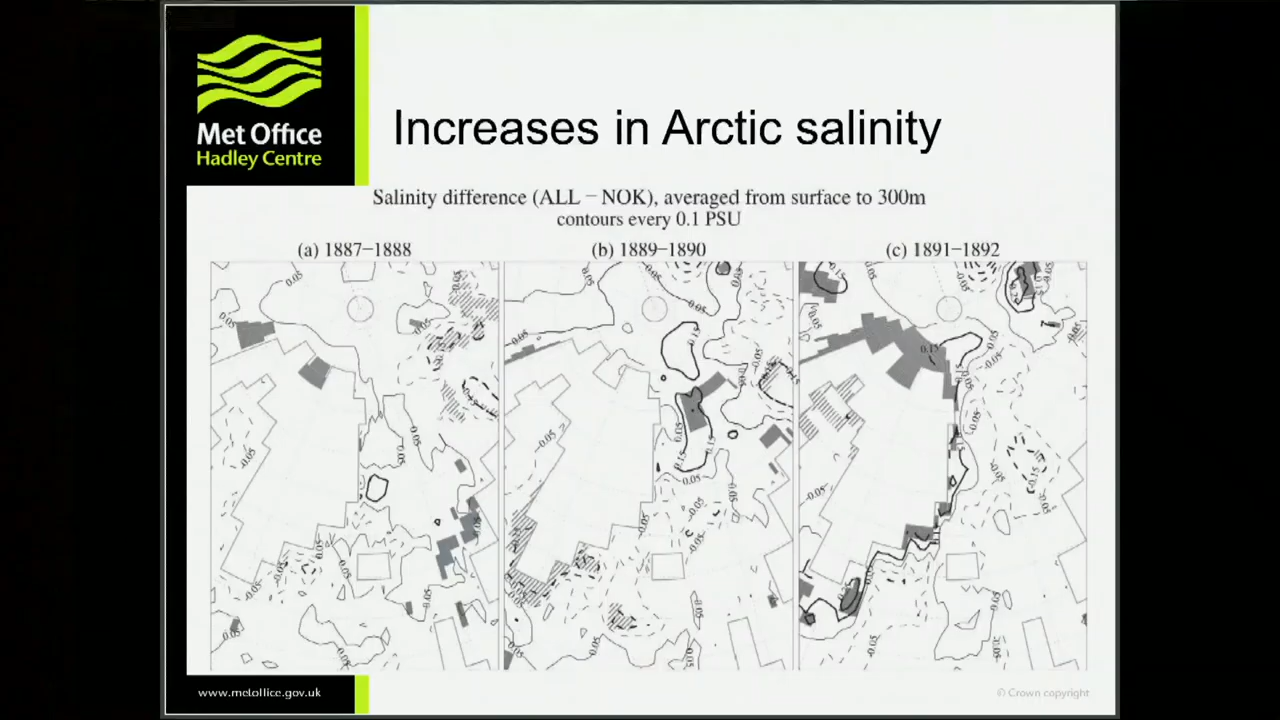 Met Office
Hadley Centre
Increases in Arctic salinity
Salinity difference (ALL − NOK), averaged from surface to 300m
contours every 0.1 PSU
(a) 1887−1888
(b) 1889−1890
(c) 1891−1892
www.metoffice.gov.uk
© Crown copyright